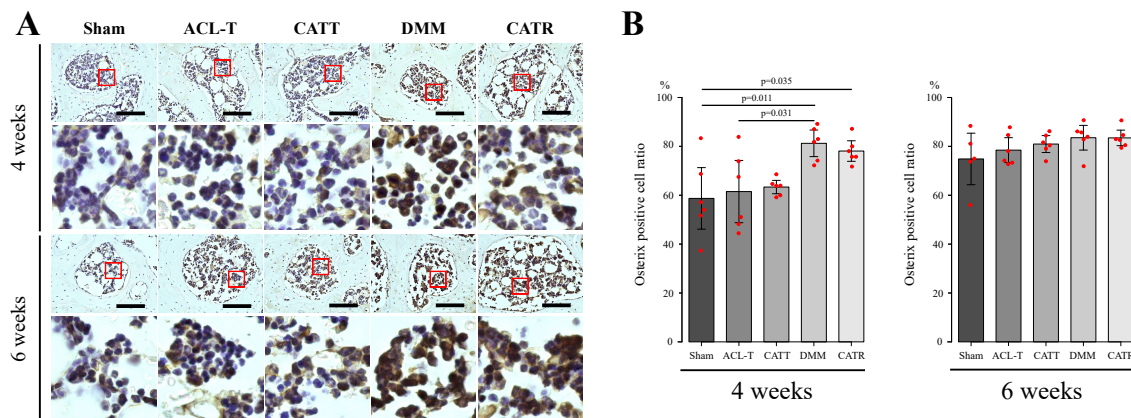 A
Sham ACL-T CATT DMM CATR
4 weeks
6 weeks
B
%
Osterix positive cell ratio
100
80
60
40
20
0
p=0.035
p=0.011
p=0.031
Sham ACL-T CATT DMM CATR
4 weeks
%
Osterix positive cell ratio
100
80
60
40
20
0
Sham ACL-T CATT DMM CATR
6 weeks